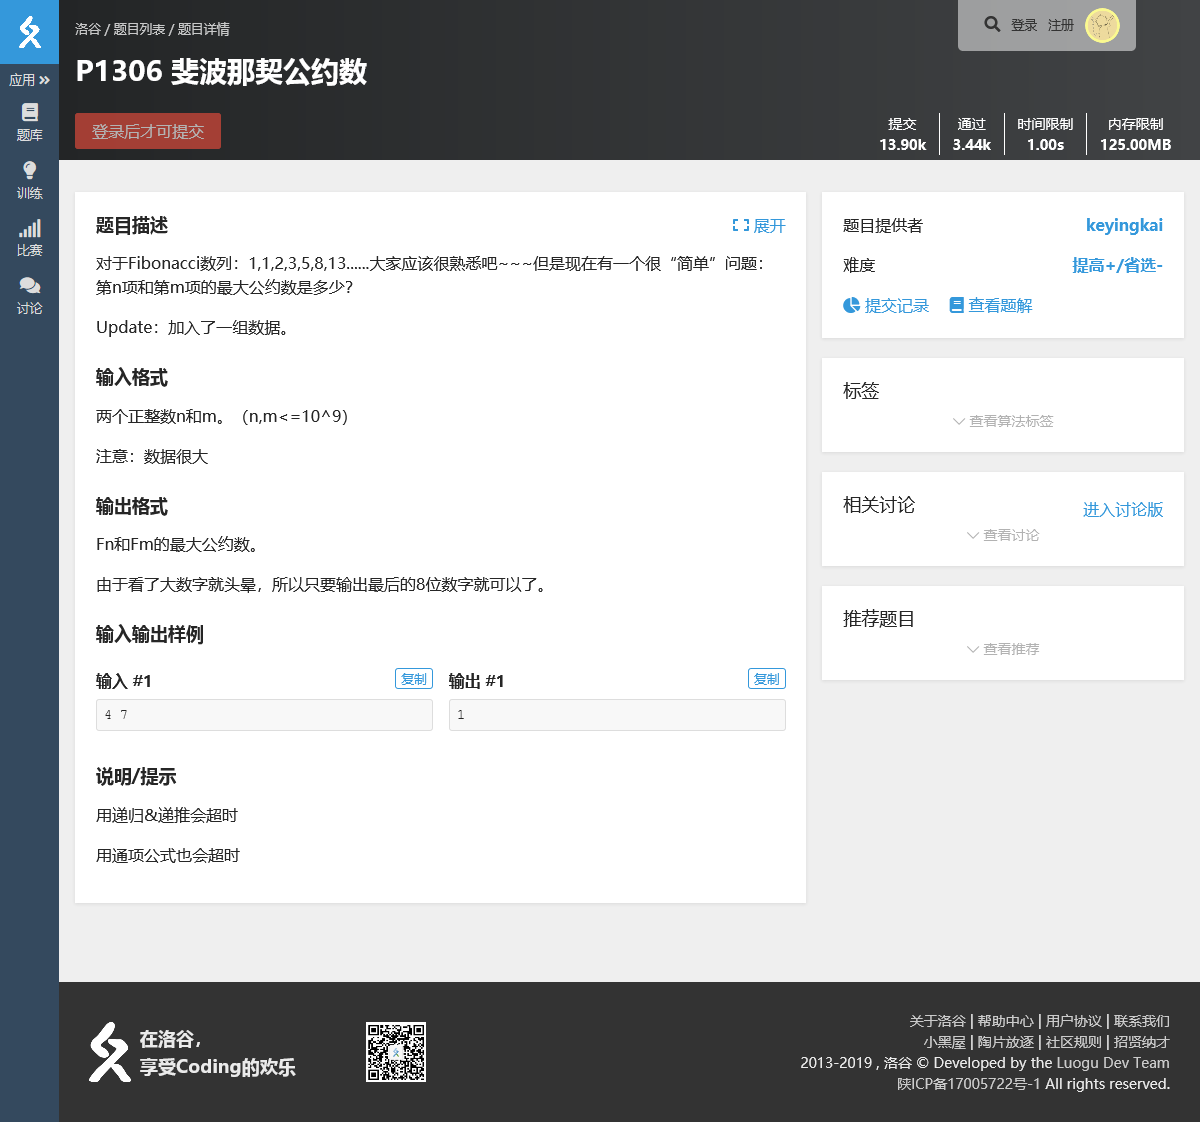 洛谷 / 题目列表 / 题目详情
登录 注册
P1306 斐波那契公约数
登录后才可提交
提交 通过 时间限制 内存限制
13.90k 3.44k 1.00s 125.00MB
应用
题库
训练
比赛
讨论
题目描述
展开
对于Fibonacci数列：1,1,2,3,5,8,13......大家应该很熟悉吧~~~但是现在有一个很“简单”问题：
第n项和第m项的最大公约数是多少?
Update：加入了一组数据。
输入格式
两个正整数n和m。（n,m<=10^9）
注意：数据很大
输出格式
Fn和Fm的最大公约数。
由于看了大数字就头晕，所以只要输出最后的8位数字就可以了。
输入输出样例
输入 #1 复制 输出 #1 复制
4 7 1
说明/提示
用递归&递推会超时
用通项公式也会超时
题目提供者 keyingkai
难度 提高+/省选-
提交记录 查看题解
标签
查看算法标签
相关讨论 进入讨论版
查看讨论
推荐题目
查看推荐
在洛谷，
享受Coding的欢乐
关于洛谷 | 帮助中心 | 用户协议 | 联系我们
小黑屋 | 陶片放逐 | 社区规则 | 招贤纳才
2013-2019 , 洛谷 © Developed by the Luogu Dev Team
陕ICP备17005722号-1 All rights reserved.